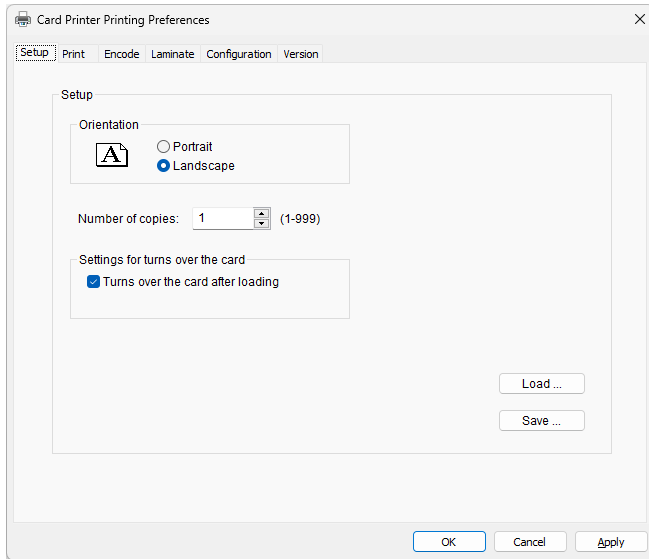 Card Printer Printing Preferences
Setup Print Encode Laminate Configuration Version
Setup
Orientation
A
Portrait
Landscape
Number of copies: 1 (1-999)
Settings for turns over the card
Turns over the card after loading
Load ...
Save ...
OK Cancel Apply